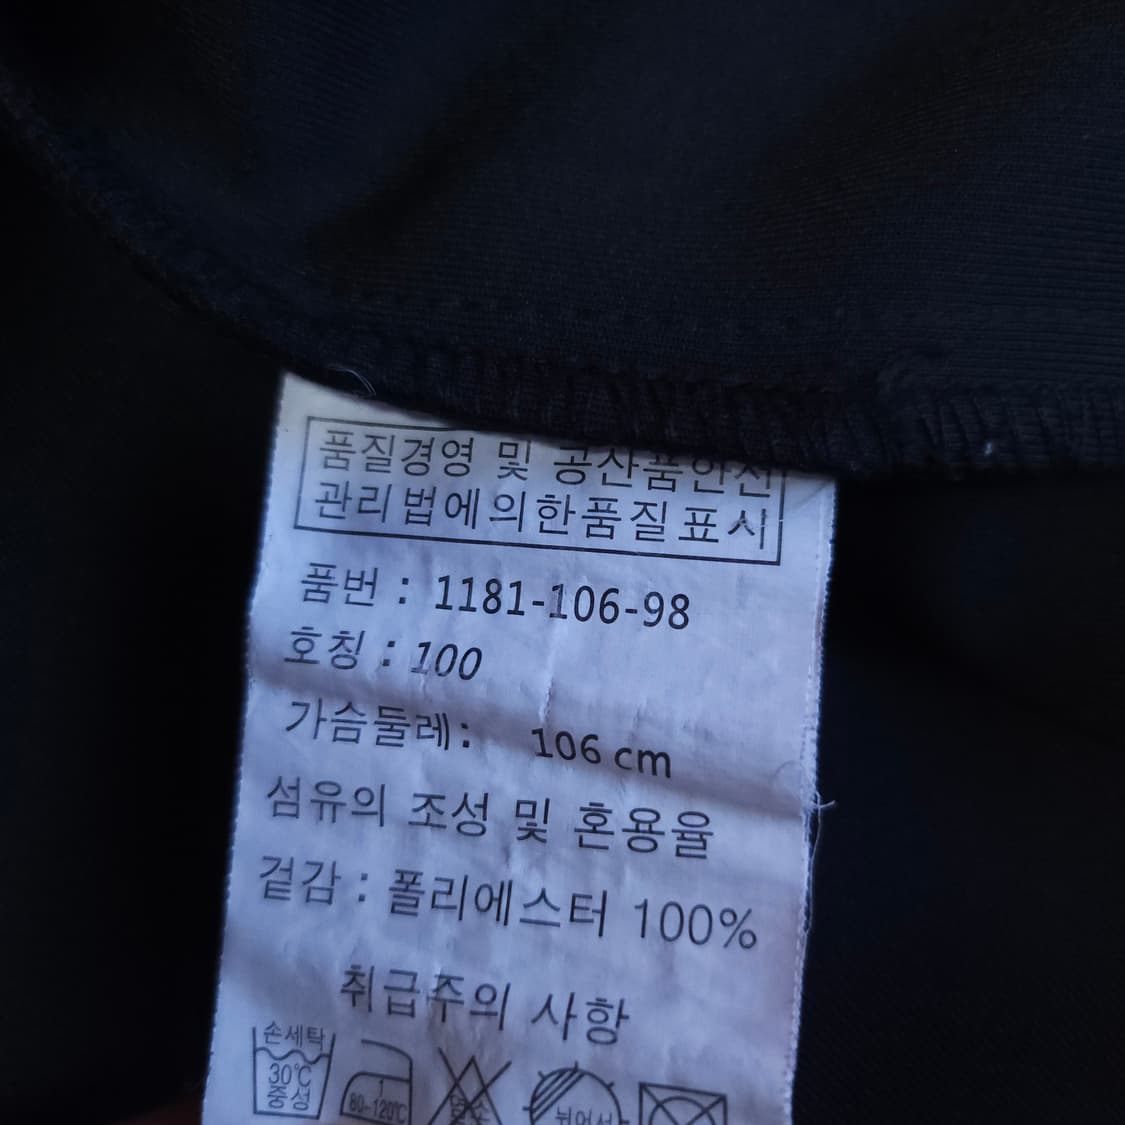 품질경영 및 공산품안전
관리법에의한품질표시
품번 : 1181-106-98
호칭 : 100
가슴둘레: 106 cm
섬유의 조성 및 혼용율
겉감 : 폴리에스터 100%
취급주의 사항
손세탁
30℃
중성
80-120℃